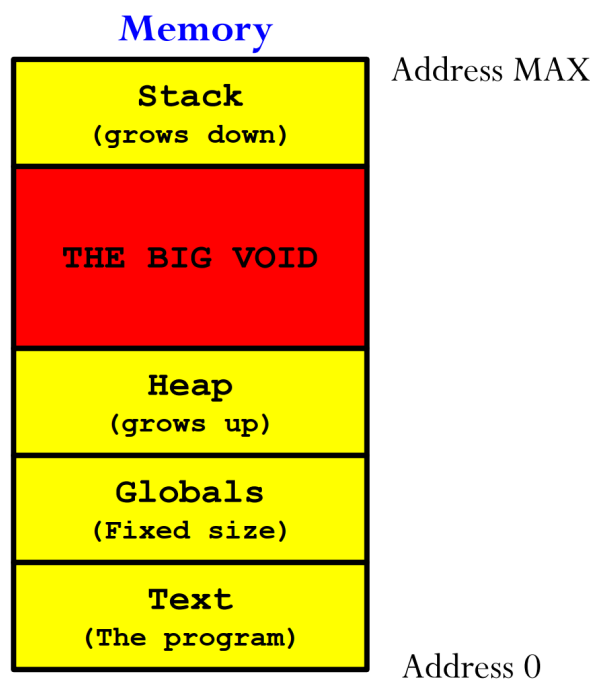 Memory
Address MAX
Stack
(grows down)
THE BIG VOID
Heap
(grows up)
Globals
(Fixed size)
Text
(The program)
Address 0